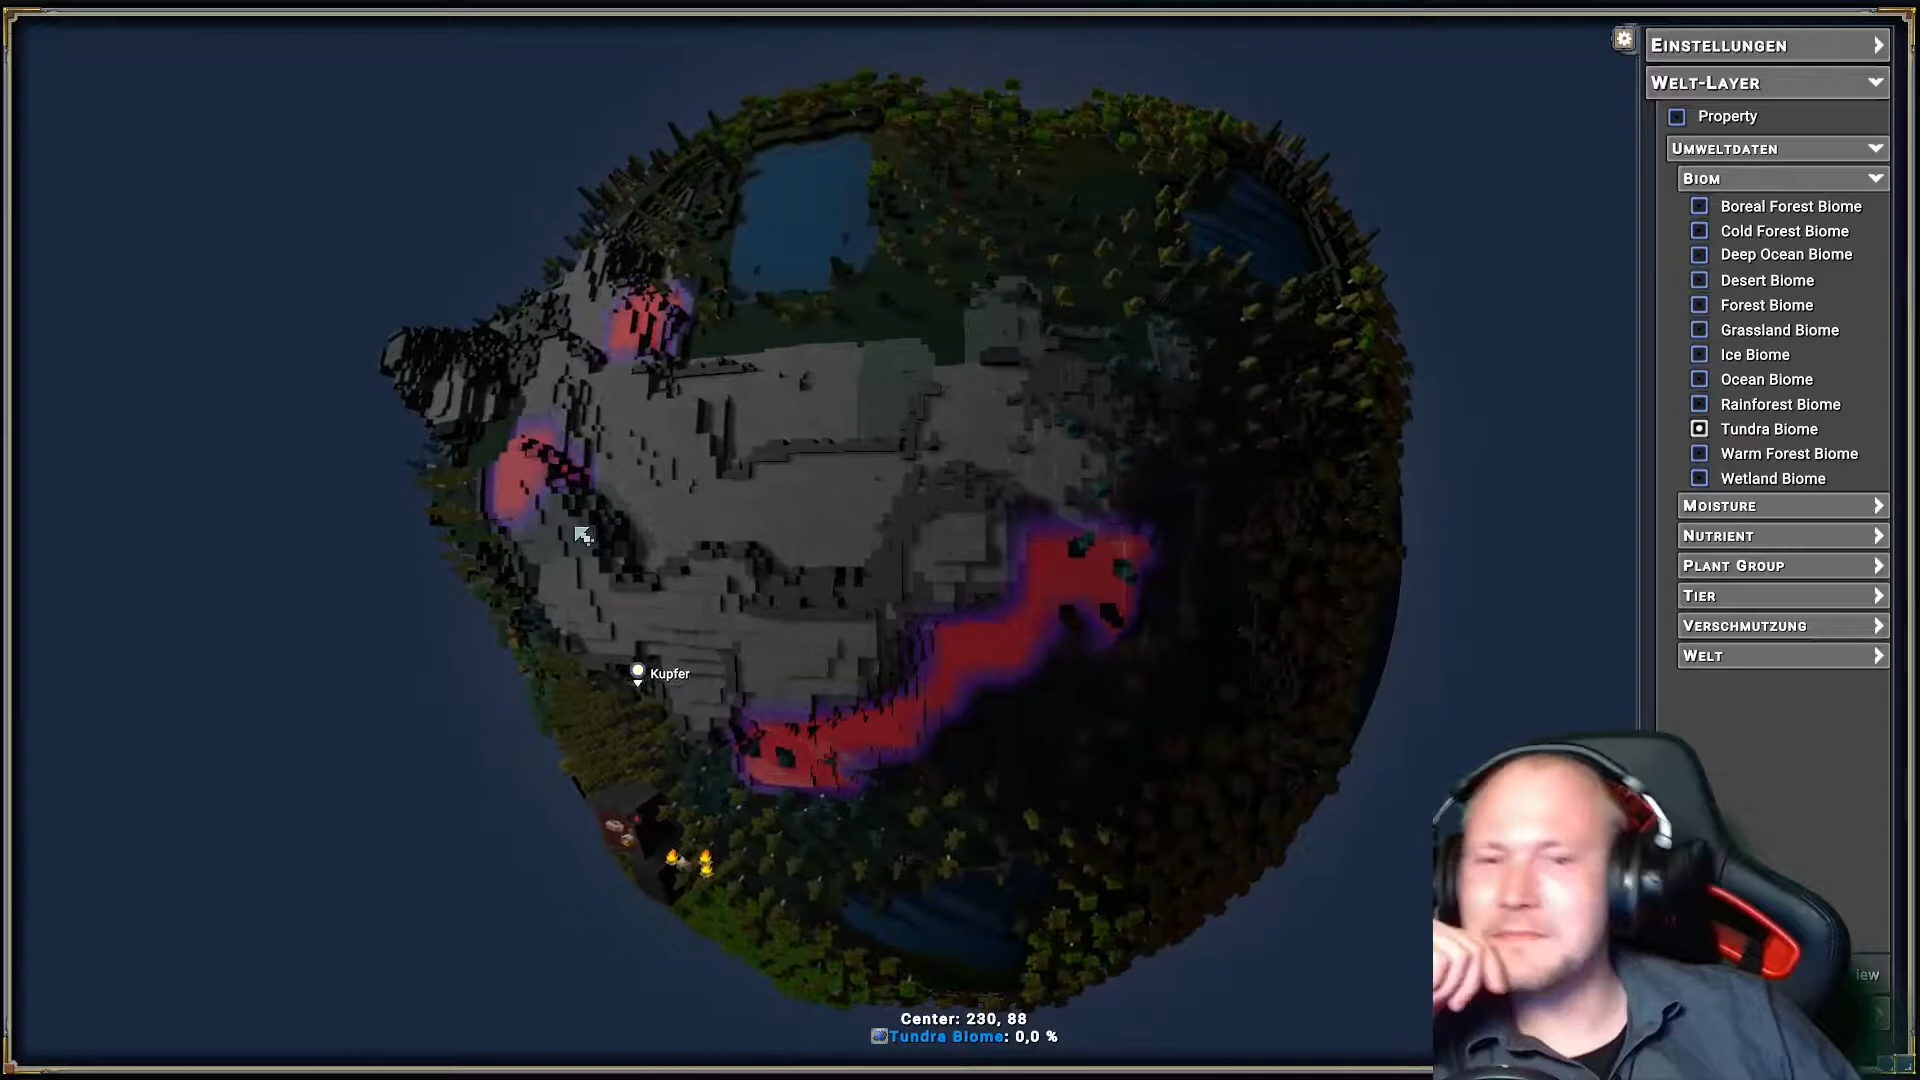 EINSTELLUNGEN
WELT-LAYER
Property
UMWELTDATEN
BIOM
Boreal Forest Biome
Cold Forest Biome
Deep Ocean Biome
Desert Biome
Forest Biome
Grassland Biome
Ice Biome
Ocean Biome
Rainforest Biome
Tundra Biome
Warm Forest Biome
Wetland Biome
MOISTURE
NUTRIENT
PLANT GROUP
TIER
VERSCHMUTZUNG
WELT
Kupfer
iew
Center: 230, 88
Tundra Biome: 0,0 %